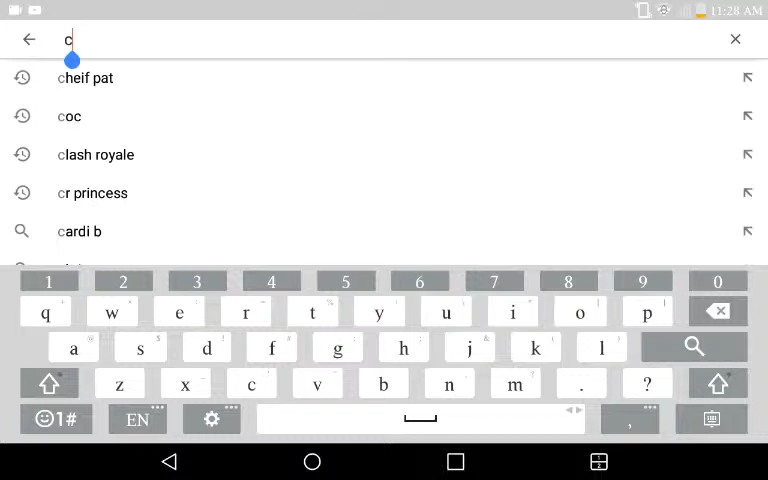 11:28 AM
c
cheif pat
coc
clash royale
cr princess
cardi b
1 2 3 4 5 6 7 8 9 0
q w e r t y u i o p
a s d f g h j k l
z x c v b n m . ?
1# EN ,